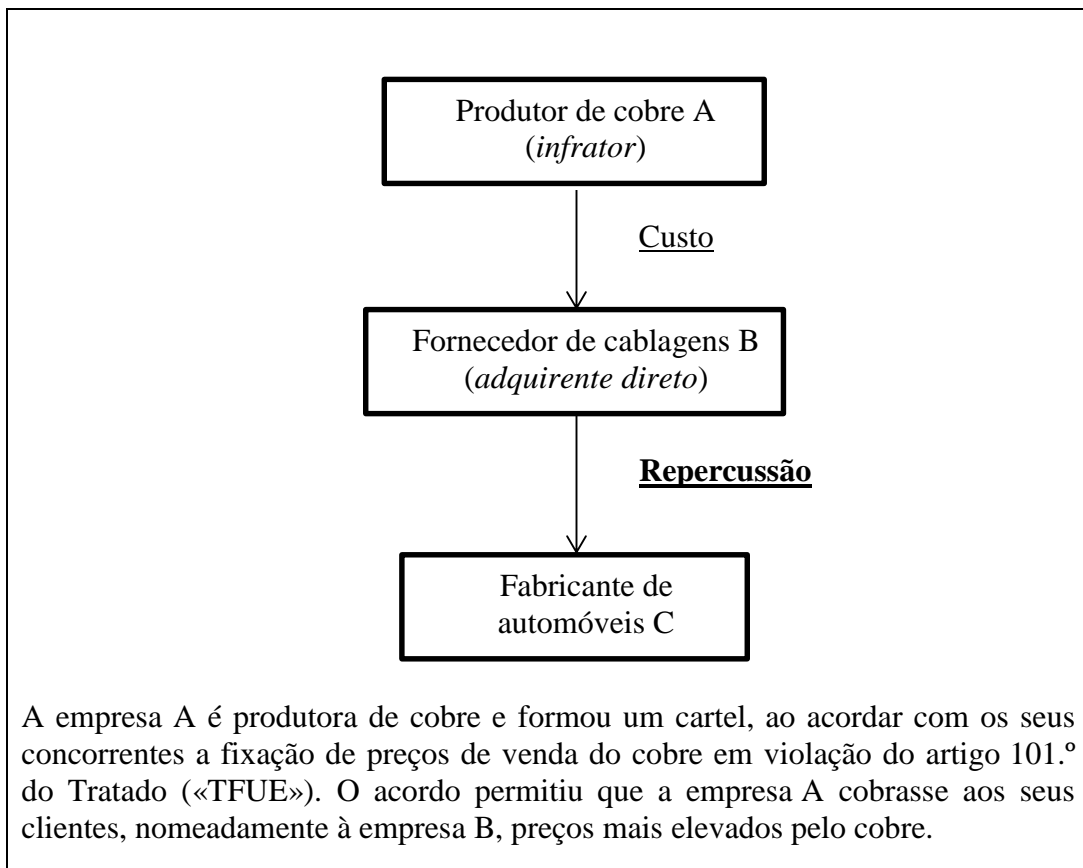 Produtor de cobre A
(infrator)
Custo
Fornecedor de cablagens B
(adquirente direto)
Repercussão
Fabricante de
automóveis C
A empresa A é produtora de cobre e formou um cartel, ao acordar com os seus
concorrentes a fixação de preços de venda do cobre em violação do artigo 101.º
do Tratado («TFUE»). O acordo permitiu que a empresa A cobrasse aos seus
clientes, nomeadamente à empresa B, preços mais elevados pelo cobre.